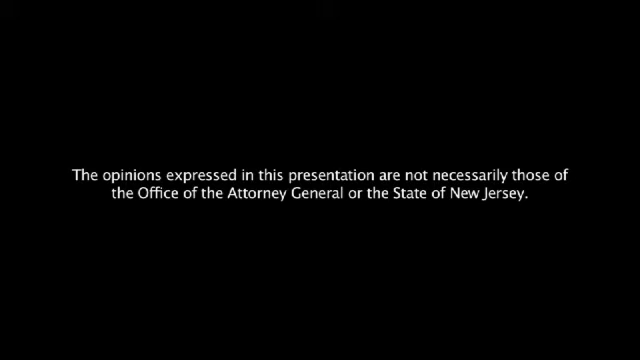 The opinions expressed in this presentation are not necessarily those of
the Office of the Attorney General or the State of New Jersey.